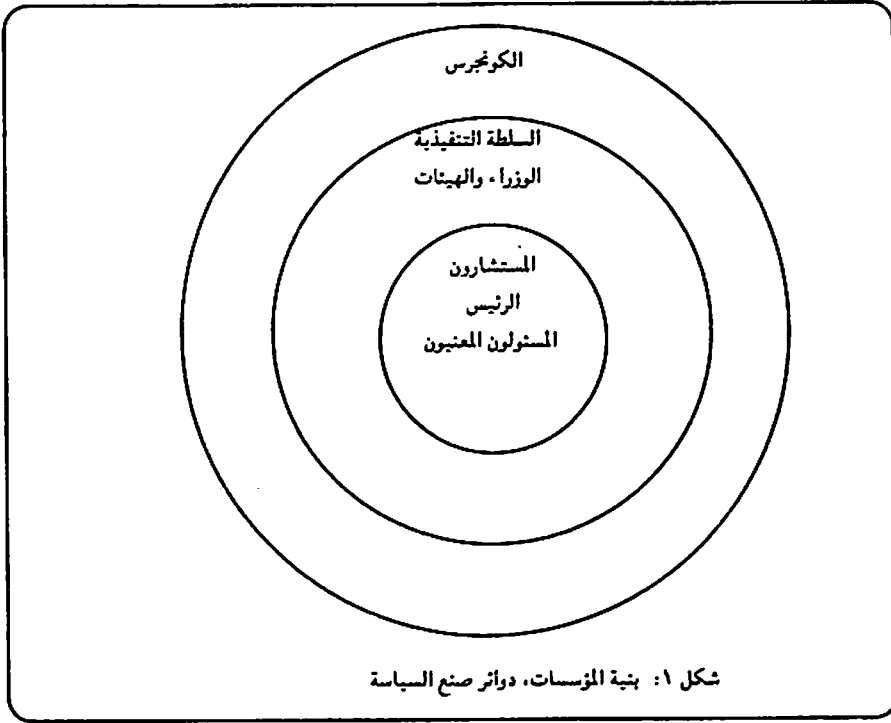 الكونجرس
السلطة التنفيذية
الوزراء والهيئات
المستشارون
الرئيس
المسئولون المعنيون
شكل ١: بنية المؤسسات، دوائر صنع السياسة